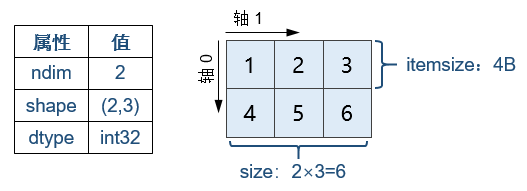 属性 值
ndim 2
shape (2,3)
dtype int32
轴 1
轴 0
1 2 3
4 5 6
itemsize：4B
size：2×3=6